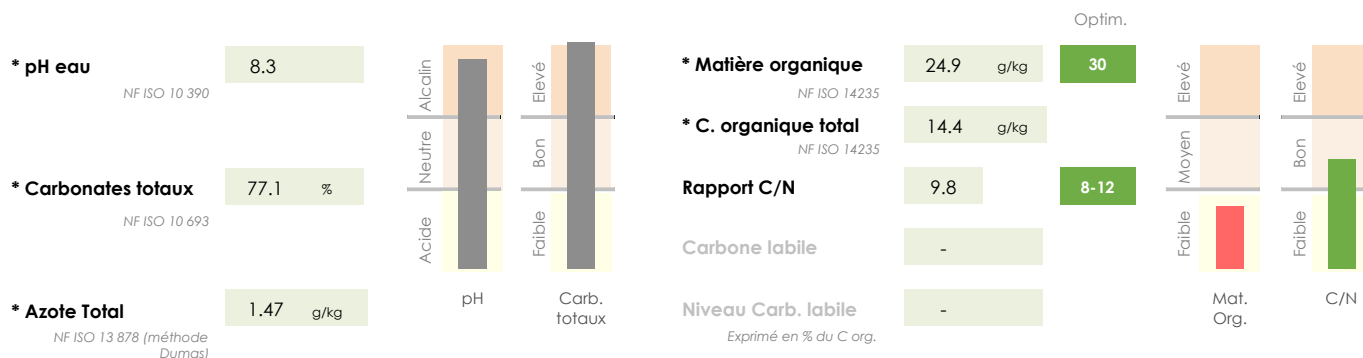 Optim.
* pH eau
8.3
NF ISO 10 390
Alcalin
Neutre
Acide
pH
Elevé
Bon
Faible
Carb.
totaux
* Carbonates totaux
77.1 %
NF ISO 10 693
* Azote Total
1.47 g/kg
NF ISO 13 878 (méthode
Dumas)
* Matière organique
24.9 g/kg
30
NF ISO 14235
* C. organique total
14.4 g/kg
NF ISO 14235
Rapport C/N
9.8
8-12
Carbone labile
-
Niveau Carb. labile
-
Exprimé en % du C org.
Elevé
Moyen
Faible
Mat.
Org.
Elevé
Bon
Faible
C/N